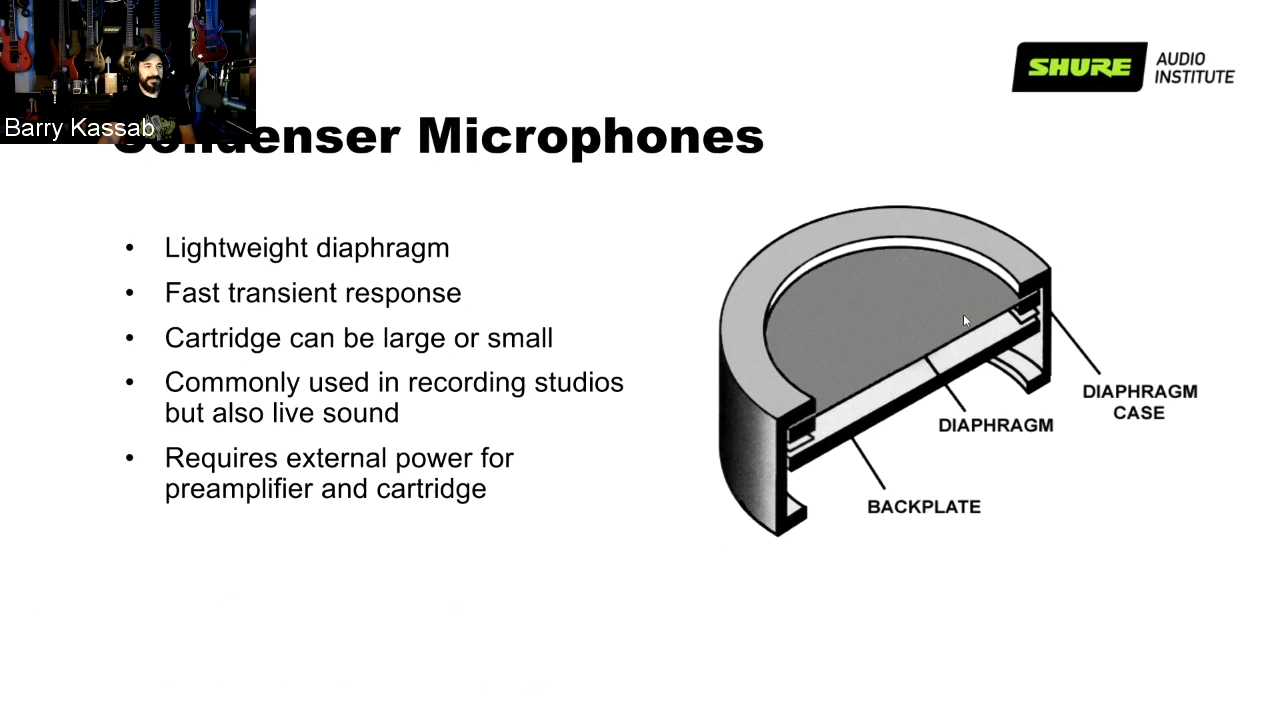 SHURE AUDIO INSTITUTE
Barry Kassab
Condenser Microphones
• Lightweight diaphragm
• Fast transient response
• Cartridge can be large or small
• Commonly used in recording studios
but also live sound
• Requires external power for
preamplifier and cartridge
DIAPHRAGM
CASE
DIAPHRAGM
BACKPLATE